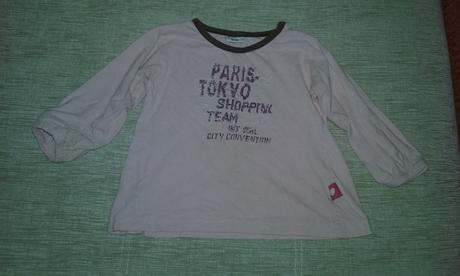 PARIS-
TOKYO
SHOPPING
TEAM
CITY CONVENTION